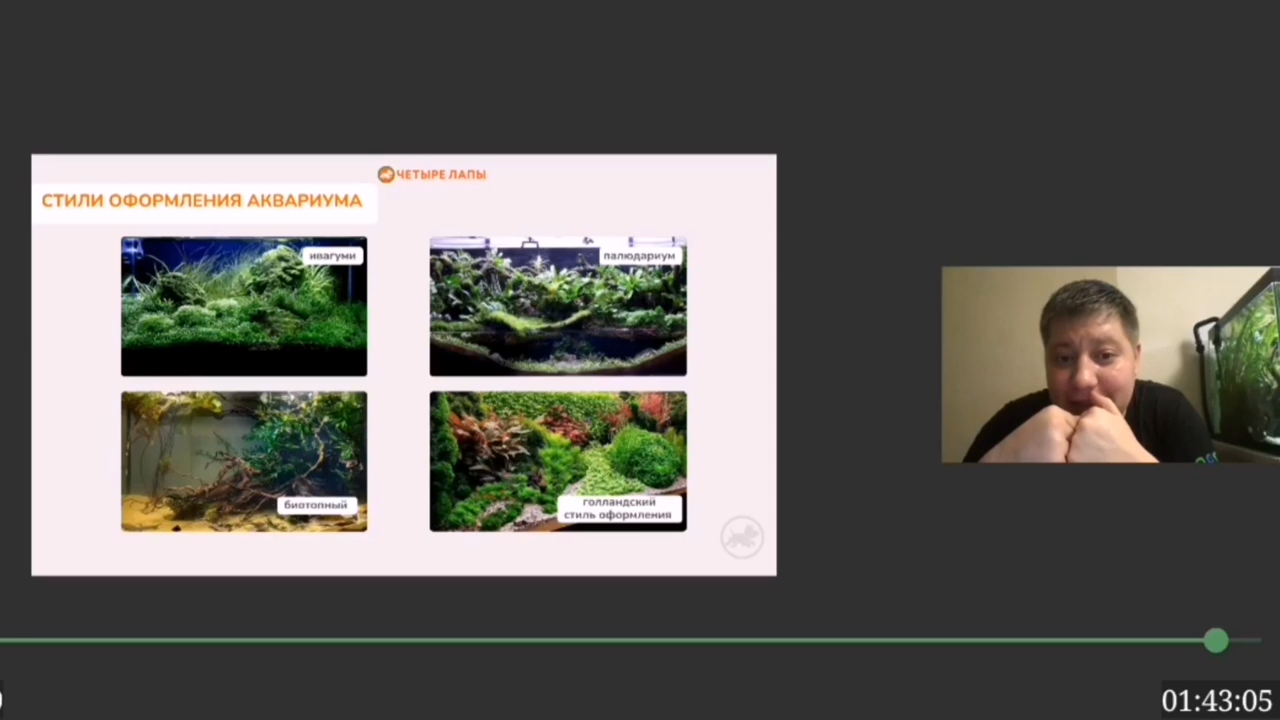 ЧЕТЫРЕ ЛАПЫ
СТИЛИ ОФОРМЛЕНИЯ АКВАРИУМА
ивагуми
палюдариум
биотопный
голландский
стиль оформления
01:43:05